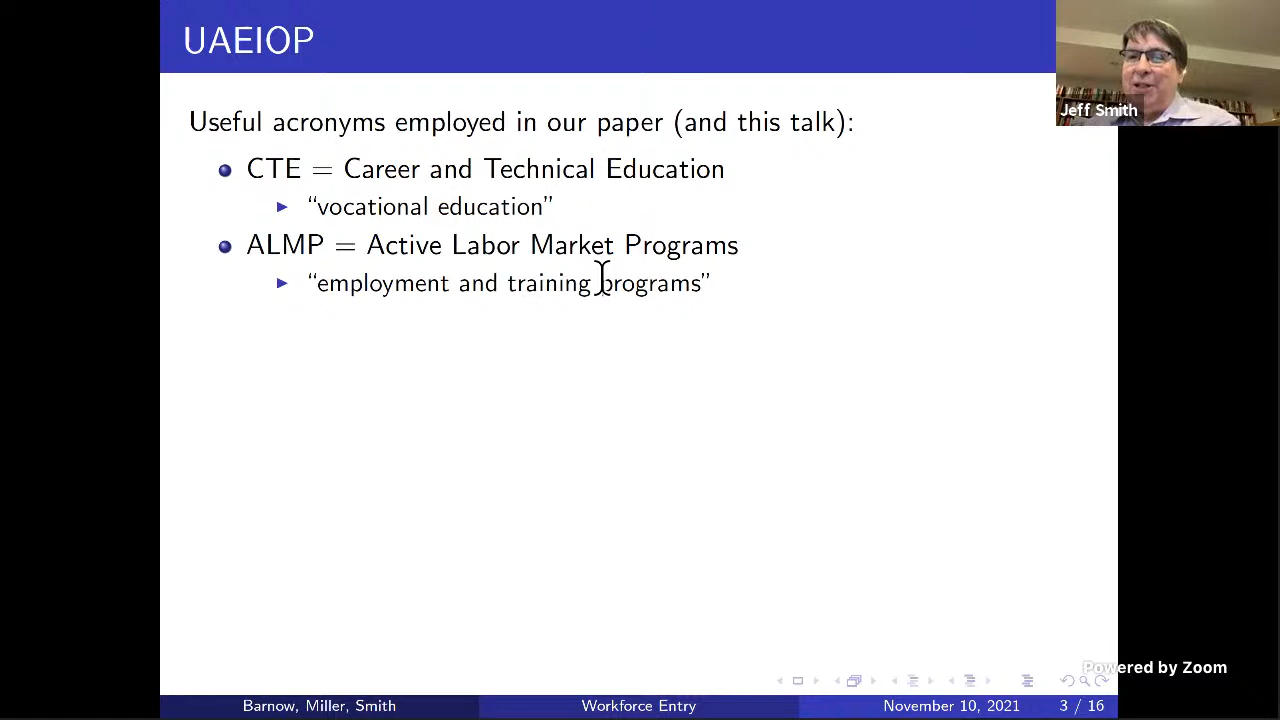 UAEIOP
Jeff Smith
Useful acronyms employed in our paper (and this talk):
CTE = Career and Technical Education
“vocational education”
ALMP = Active Labor Market Programs
“employment and training programs”
Powered by Zoom
Barnow, Miller, Smith Workforce Entry November 10, 2021 3 / 16